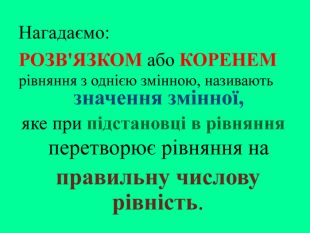 Нагадаємо:
РОЗВ'ЯЗКОМ або КОРЕНЕМ
рівняння з однією змінною, називають
значення змінної,
яке при підстановці в рівняння
перетворює рівняння на
правильну числову
рівність.